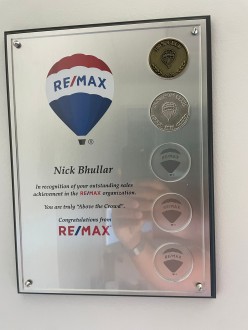 RE/MAX
®
Nick Bhullar
In recognition of your outstanding sales
achievement in the RE/MAX organization.
You are truly "Above the Crowd".
Congratulations from
RE/MAX